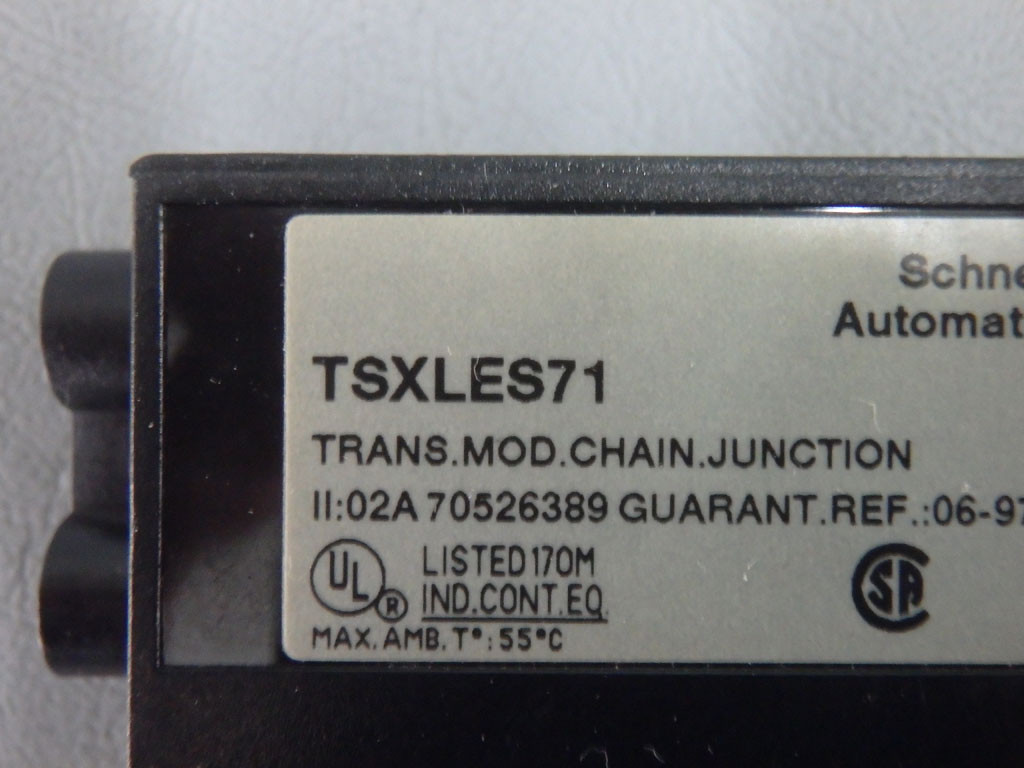 Schne
Automat
TSXLES71
TRANS.MOD.CHAIN.JUNCTION
II:02A 70526389 GUARANT.REF.:06-97
UL ® LISTED 170M
IND.CONT.EQ.
SA
MAX.AMB.T°:55°C